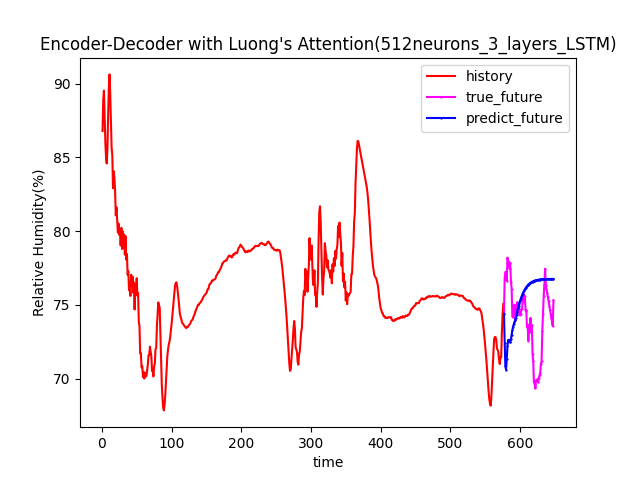 Encoder-Decoder with Luong's Attention(512neurons_3_layers_LSTM)
history
true_future
predict_future
Relative Humidity(%)
90
85
80
75
70
0 100 200 300 400 500 600
time